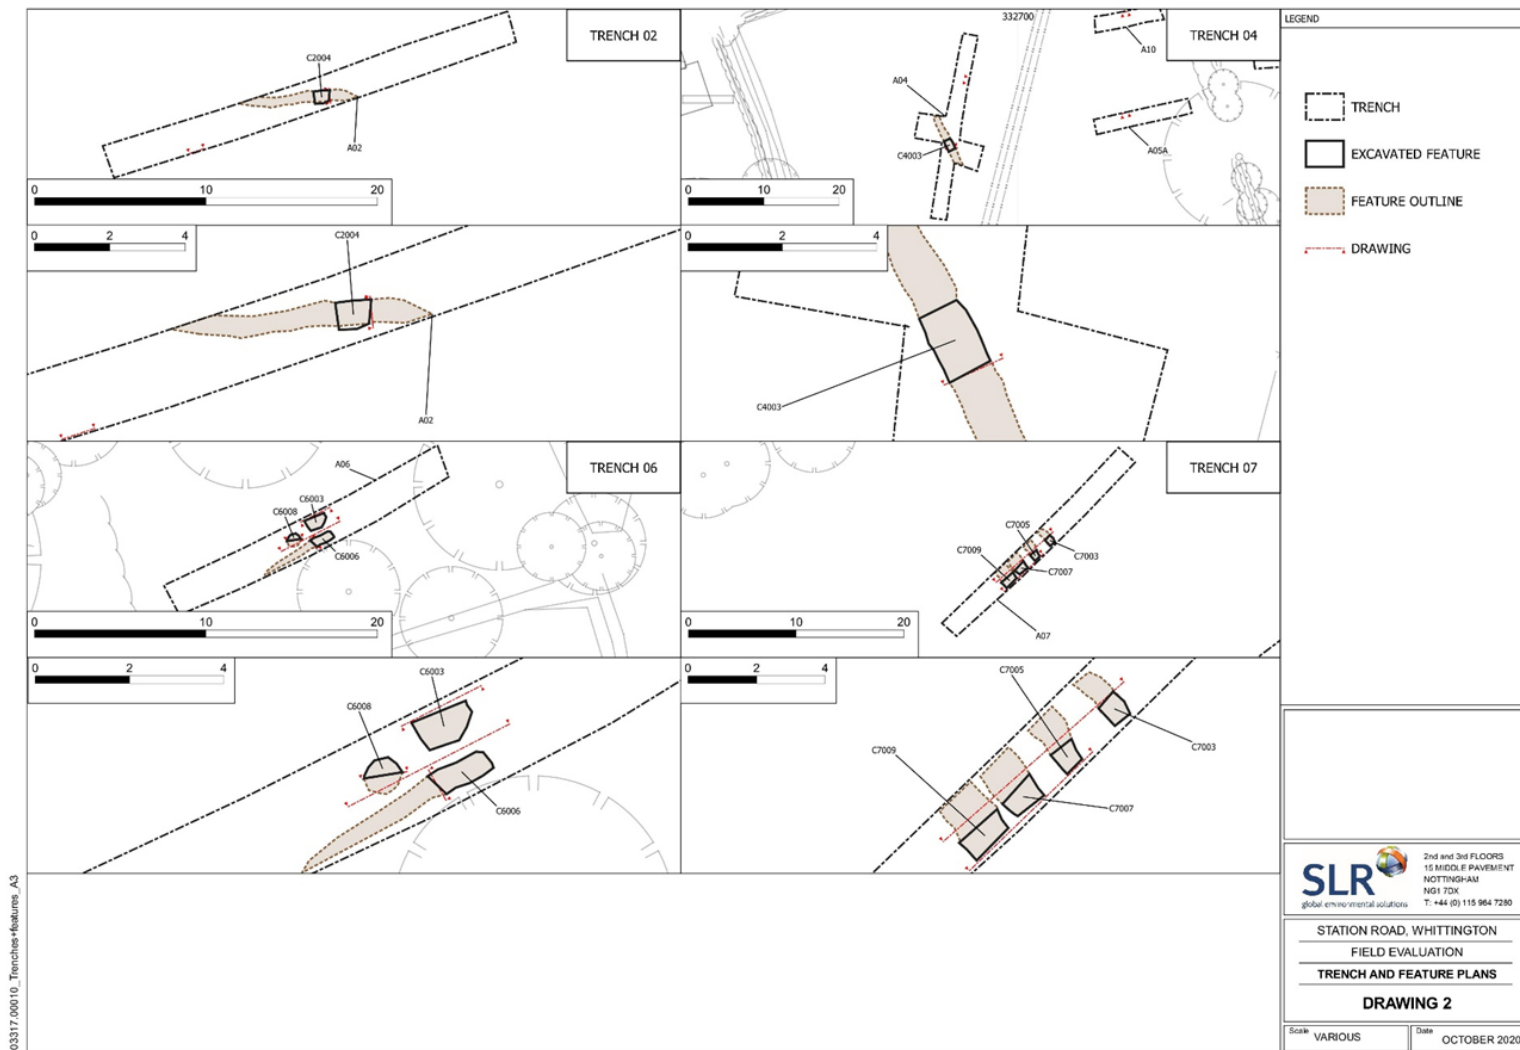 TRENCH 02
C2004
A02
0 10 20
332700
TRENCH 04
A10
A04
C4003
A05A
0 10 20
0 2 4
C2004
A02
0 2 4
C4003
TRENCH 06
A06
C6003
C6008
C6006
0 10 20
TRENCH 07
C7005
C7003
C7009
C7007
A07
0 10 20
0 2 4
C6003
C6008
C6006
0 2 4
C7005
C7003
C7009
C7007
LEGEND
TRENCH
EXCAVATED FEATURE
FEATURE OUTLINE
DRAWING
SLR
global environmental solutions
2nd and 3rd FLOORS
15 MIDDLE PAVEMENT
NOTTINGHAM
NG1 7DX
T: +44 (0) 115 964 7280
STATION ROAD, WHITTINGTON
FIELD EVALUATION
TRENCH AND FEATURE PLANS
DRAWING 2
Scale VARIOUS
Date OCTOBER 2020
03317.00010_Trenches+features_A3